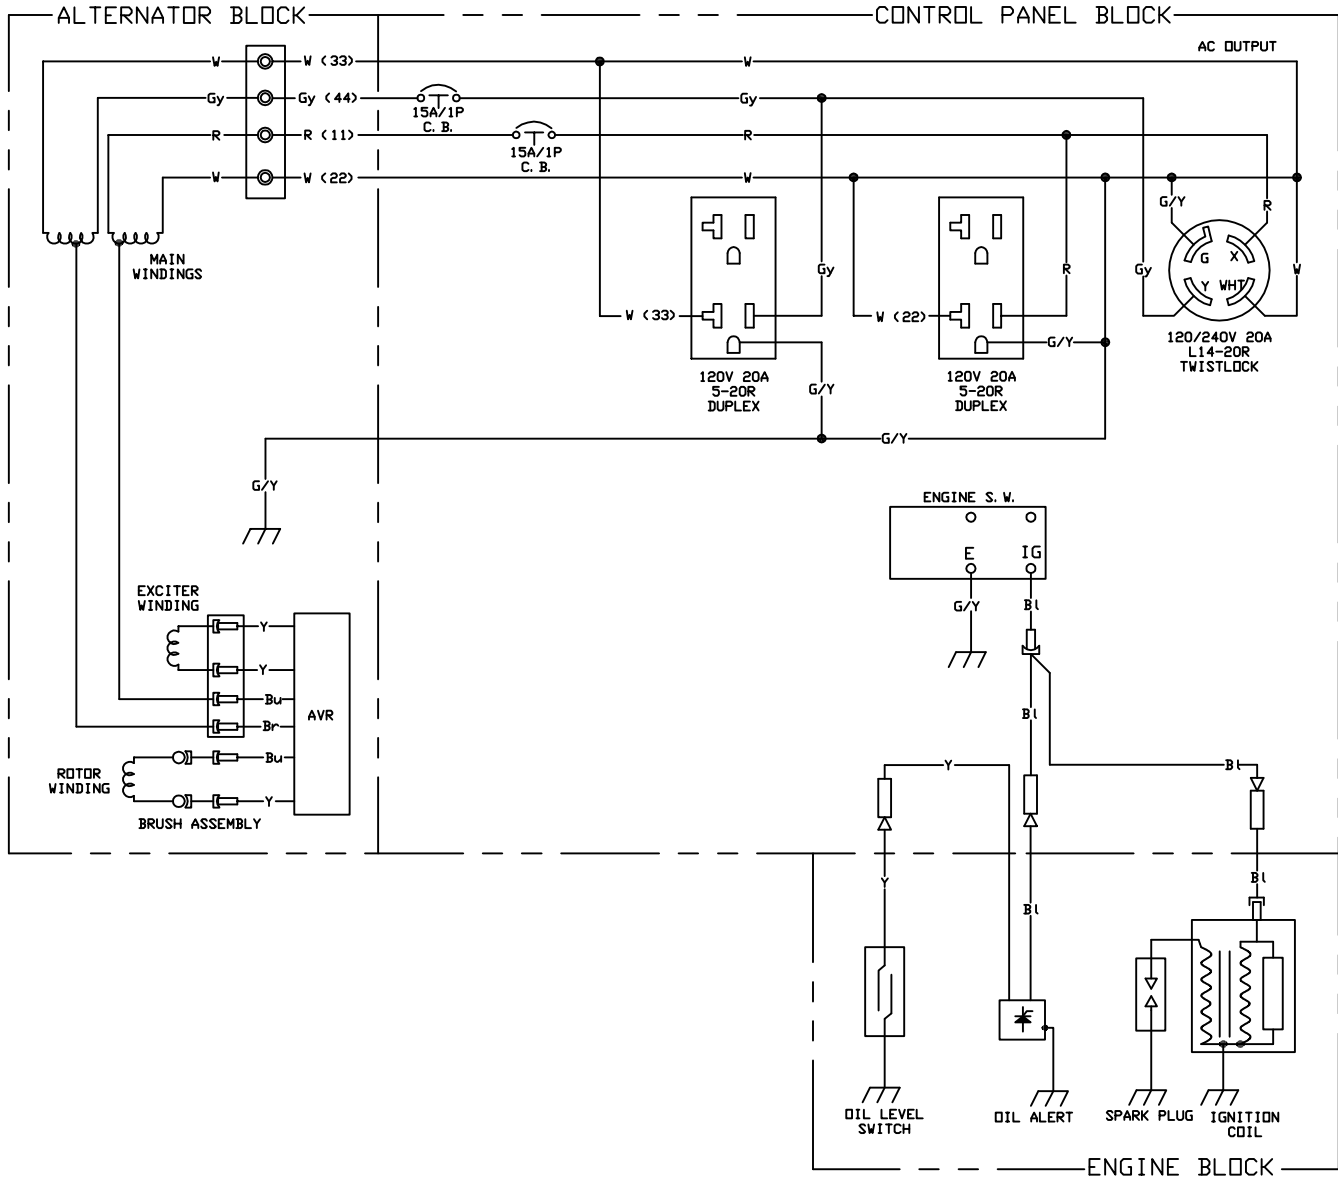 ALTERNATOR BLOCK
CONTROL PANEL BLOCK
AC OUTPUT
W W (33) W
Gy Gy (44) Gy
15A/1P
C. B.
R R (11) R
15A/1P
C. B.
W W (22) W
G/Y
R
MAIN
WINDINGS
G X
Y WHT
Gy
R
Gy
W
W (33)
W (22)
G/Y
120/240V 20A
L14-20R
TWISTLOCK
120V 20A
5-20R
DUPLEX
120V 20A
5-20R
DUPLEX
G/Y
G/Y
G/Y
ENGINE S. W.
E IG
G/Y
Bl
EXCITER
WINDING
Y
Y
Bu
Br
AVR
Bu
Y
ROTOR
WINDING
BRUSH ASSEMBLY
Bl
Y
Bl
Y
Bl
Bl
OIL LEVEL
SWITCH
OIL ALERT
SPARK PLUG
IGNITION
COIL
ENGINE BLOCK